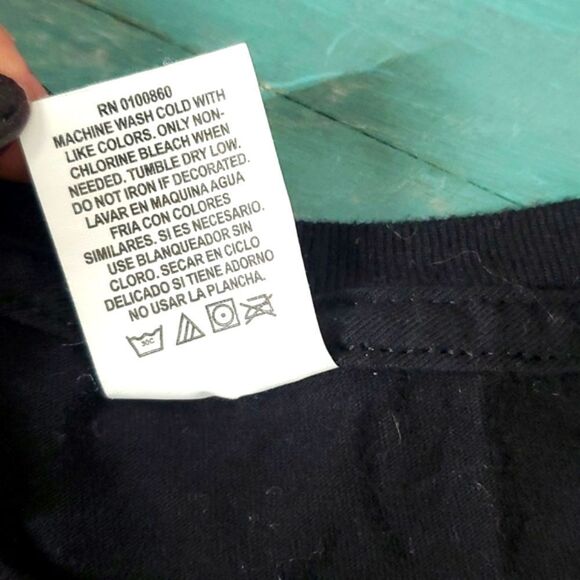 RN 0100860
MACHINE WASH COLD WITH
LIKE COLORS. ONLY NON-
CHLORINE BLEACH WHEN
NEEDED. TUMBLE DRY LOW.
DO NOT IRON IF DECORATED.
LAVAR EN MAQUINA AGUA
FRIA CON COLORES
SIMILARES. SI ES NECESARIO.
USE BLANQUEADOR SIN
CLORO. SECAR EN CICLO
DELICADO SI TIENE ADORNO
NO USAR LA PLANCHA.
30C